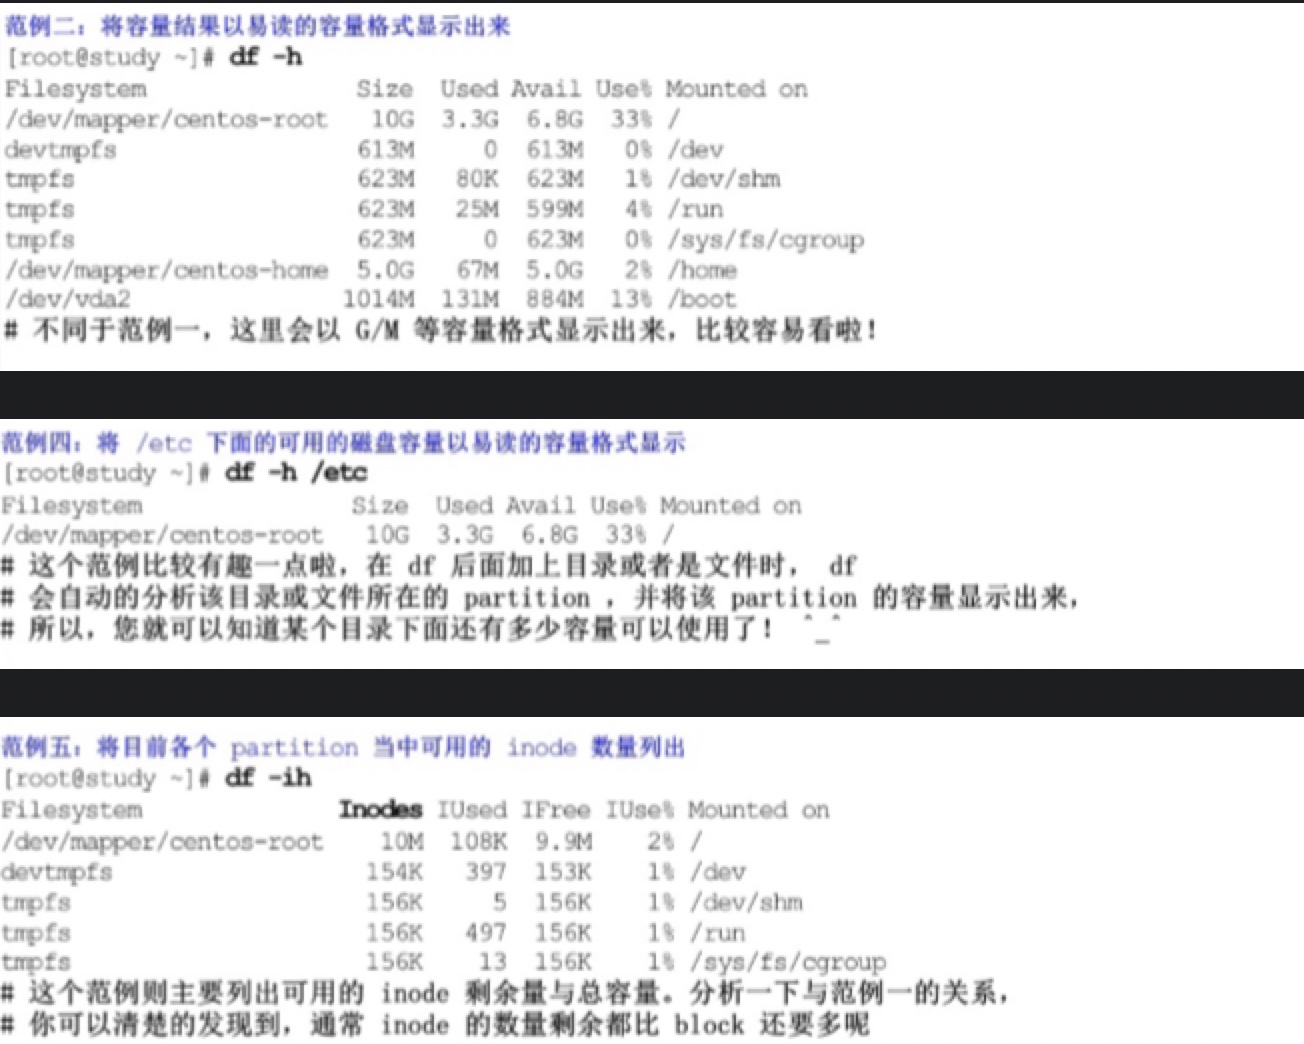 范例二：将容量结果以易读的容量格式显示出来
[root@study ~]# df -h
Filesystem Size Used Avail Use% Mounted on
/dev/mapper/centos-root 10G 3.3G 6.8G 33% /
devtmpfs 613M 0 613M 0% /dev
tmpfs 623M 80K 623M 1% /dev/shm
tmpfs 623M 25M 599M 4% /run
tmpfs 623M 0 623M 0% /sys/fs/cgroup
/dev/mapper/centos-home 5.0G 67M 5.0G 2% /home
/dev/vda2 1014M 131M 884M 13% /boot
# 不同于范例一，这里会以 G/M 等容量格式显示出来，比较容易看啦！
范例四：将 /etc 下面的可用的磁盘容量以易读的容量格式显示
[root@study ~]# df -h /etc
Filesystem Size Used Avail Use% Mounted on
/dev/mapper/centos-root 10G 3.3G 6.8G 33% /
# 这个范例比较有趣一点啦，在 df 后面加上目录或者是文件时， df
# 会自动的分析该目录或文件所在的 partition ，并将该 partition 的容量显示出来，
# 所以，您就可以知道某个目录下面还有多少容量可以使用了！ ^_^
范例五：将目前各个 partition 当中可用的 inode 数量列出
[root@study ~]# df -ih
Filesystem Inodes IUsed IFree IUse% Mounted on
/dev/mapper/centos-root 10M 108K 9.9M 2% /
devtmpfs 154K 397 153K 1% /dev
tmpfs 156K 5 156K 1% /dev/shm
tmpfs 156K 497 156K 1% /run
tmpfs 156K 13 156K 1% /sys/fs/cgroup
# 这个范例则主要列出可用的 inode 剩余量与总容量。分析一下与范例一的关系，
# 你可以清楚的发现到，通常 inode 的数量剩余都比 block 还要多呢